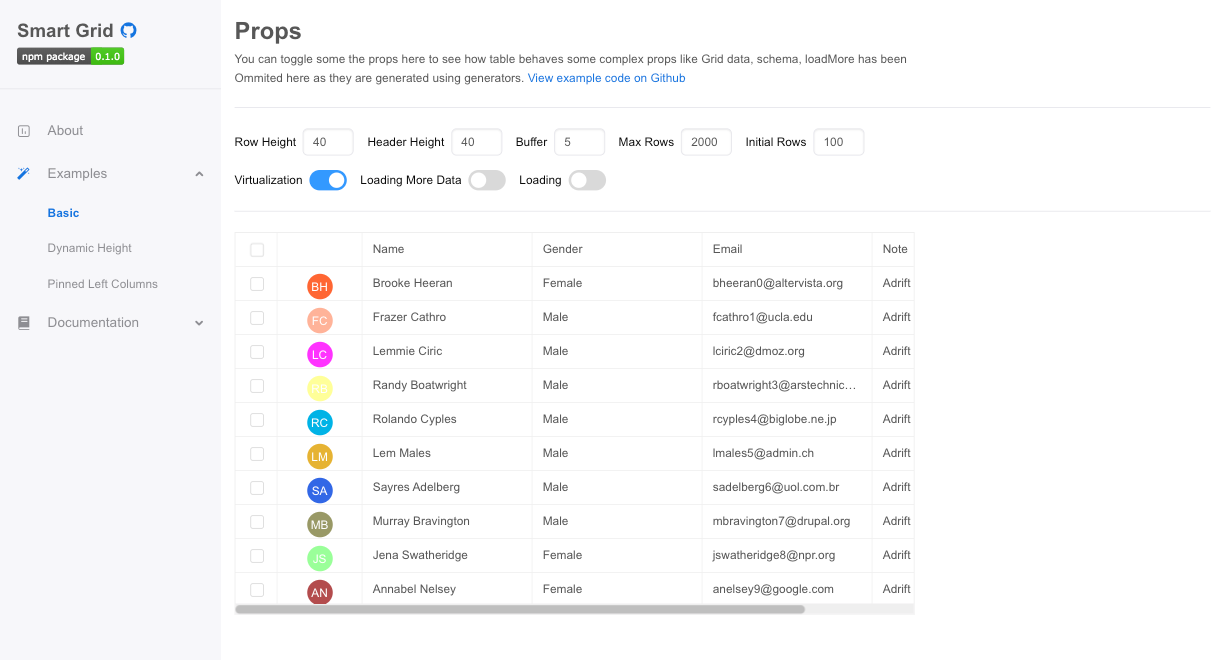 Smart Grid
npm package 0.1.0
About
Examples
Basic
Dynamic Height
Pinned Left Columns
Documentation
Props
You can toggle some the props here to see how table behaves some complex props like Grid data, schema, loadMore has been
Ommited here as they are generated using generators. View example code on Github
Row Height 40 Header Height 40 Buffer 5 Max Rows 2000 Initial Rows 100
Virtualization Loading More Data Loading
Name Gender Email Note
BH Brooke Heeran Female bheeran0@altervista.org Adrift
FC Frazer Cathro Male fcathro1@ucla.edu Adrift
LC Lemmie Ciric Male lciric2@dmoz.org Adrift
RB Randy Boatwright Male rboatwright3@arstechnic… Adrift
RC Rolando Cyples Male rcyples4@biglobe.ne.jp Adrift
LM Lem Males Male lmales5@admin.ch Adrift
SA Sayres Adelberg Male sadelberg6@uol.com.br Adrift
MB Murray Bravington Male mbravington7@drupal.org Adrift
JS Jena Swatheridge Female jswatheridge8@npr.org Adrift
AN Annabel Nelsey Female anelsey9@google.com Adrift